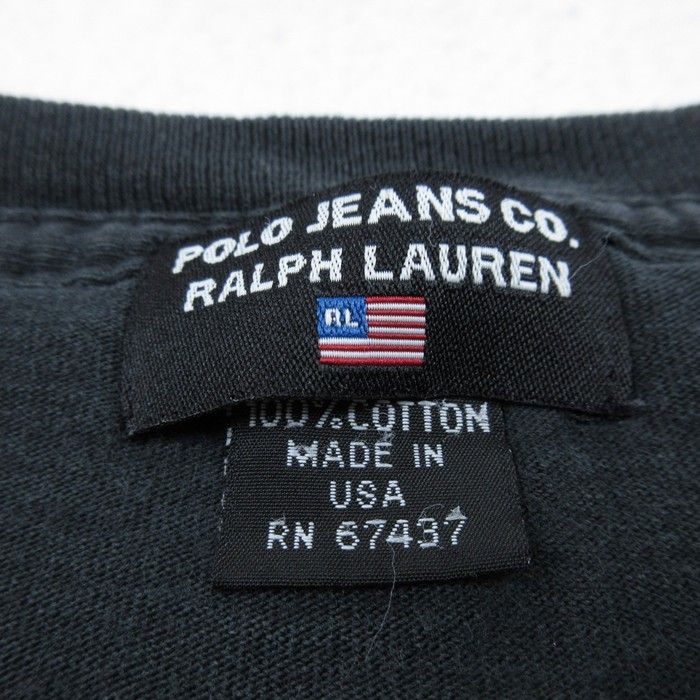 POLO JEANS CO.
RALPH LAUREN
RL
100% COTTON
MADE IN
USA
RN 67437